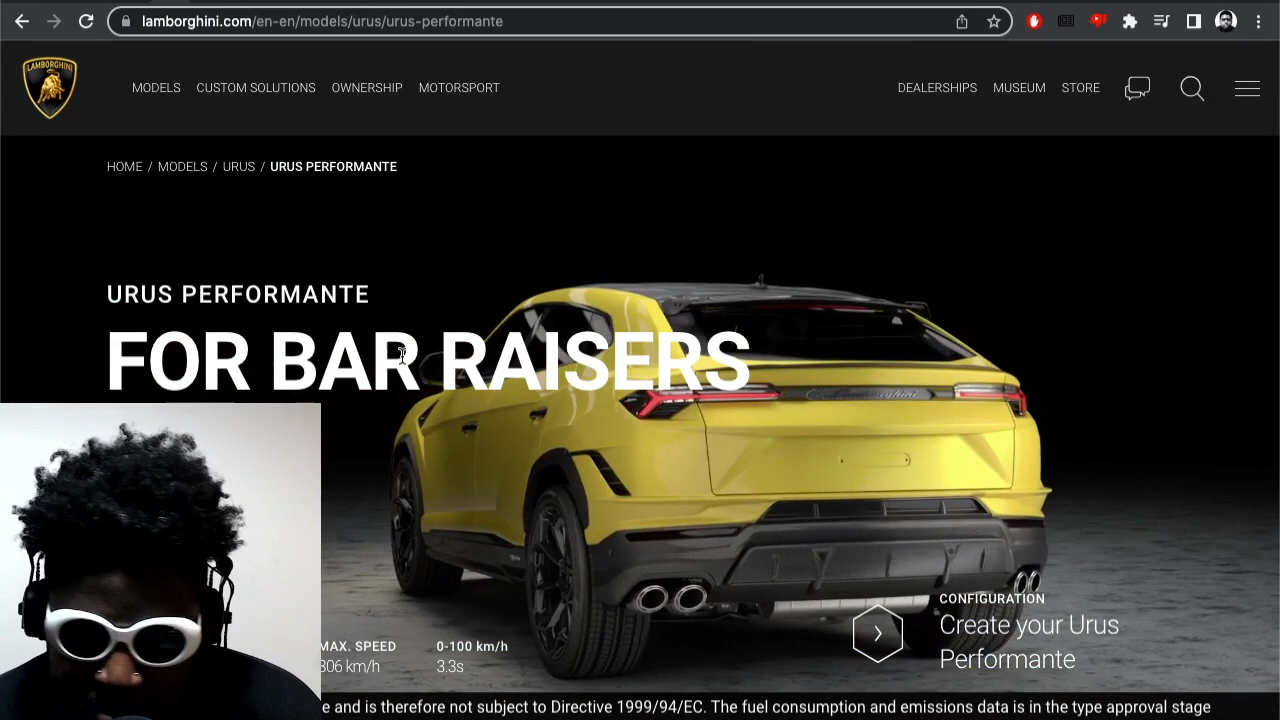 lamborghini.com/en-en/models/urus/urus-performante
LAMBORGHINI
MODELS CUSTOM SOLUTIONS OWNERSHIP MOTORSPORT DEALERSHIPS MUSEUM STORE
HOME / MODELS / URUS / URUS PERFORMANTE
URUS PERFORMANTE
FOR BAR RAISERS
Lamborghini
CONFIGURATION
Create your Urus
Performante
MAX. SPEED 0-100 km/h
306 km/h 3.3s
e and is therefore not subject to Directive 1999/94/EC. The fuel consumption and emissions data is in the type approval stage